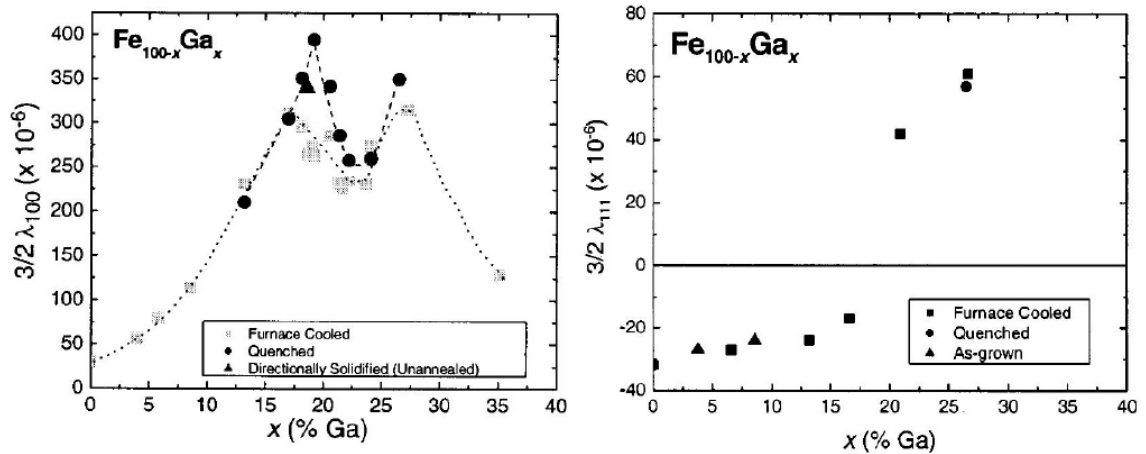 Fe100-xGax
400
350
300
250
200
150
100
50
0
3/2 λ100 (x 10-6)
Furnace Cooled
Quenched
Directionally Solidified (Unannealed)
0 5 10 15 20 25 30 35 40
x (% Ga)
Fe100-xGax
80
60
40
20
0
-20
-40
3/2 λ111 (x 10-6)
Furnace Cooled
Quenched
As-grown
0 5 10 15 20 25 30 35 40
x (% Ga)